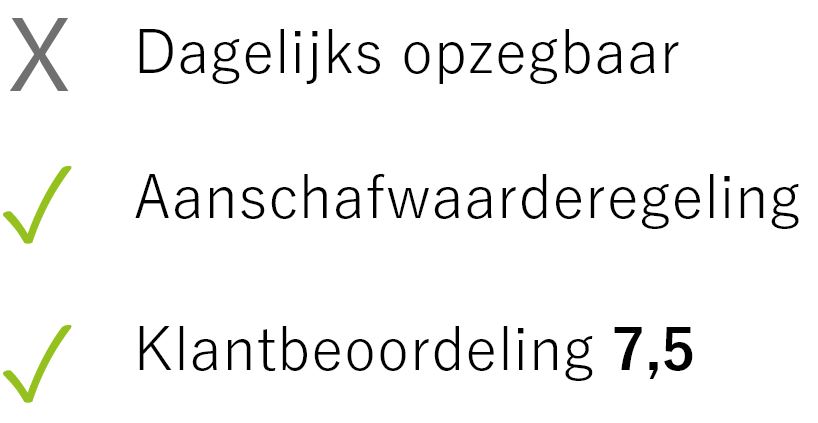 X Dagelijks opzegbaar
✓ Aanschafwaarderegeling
✓ Klantbeoordeling 7,5